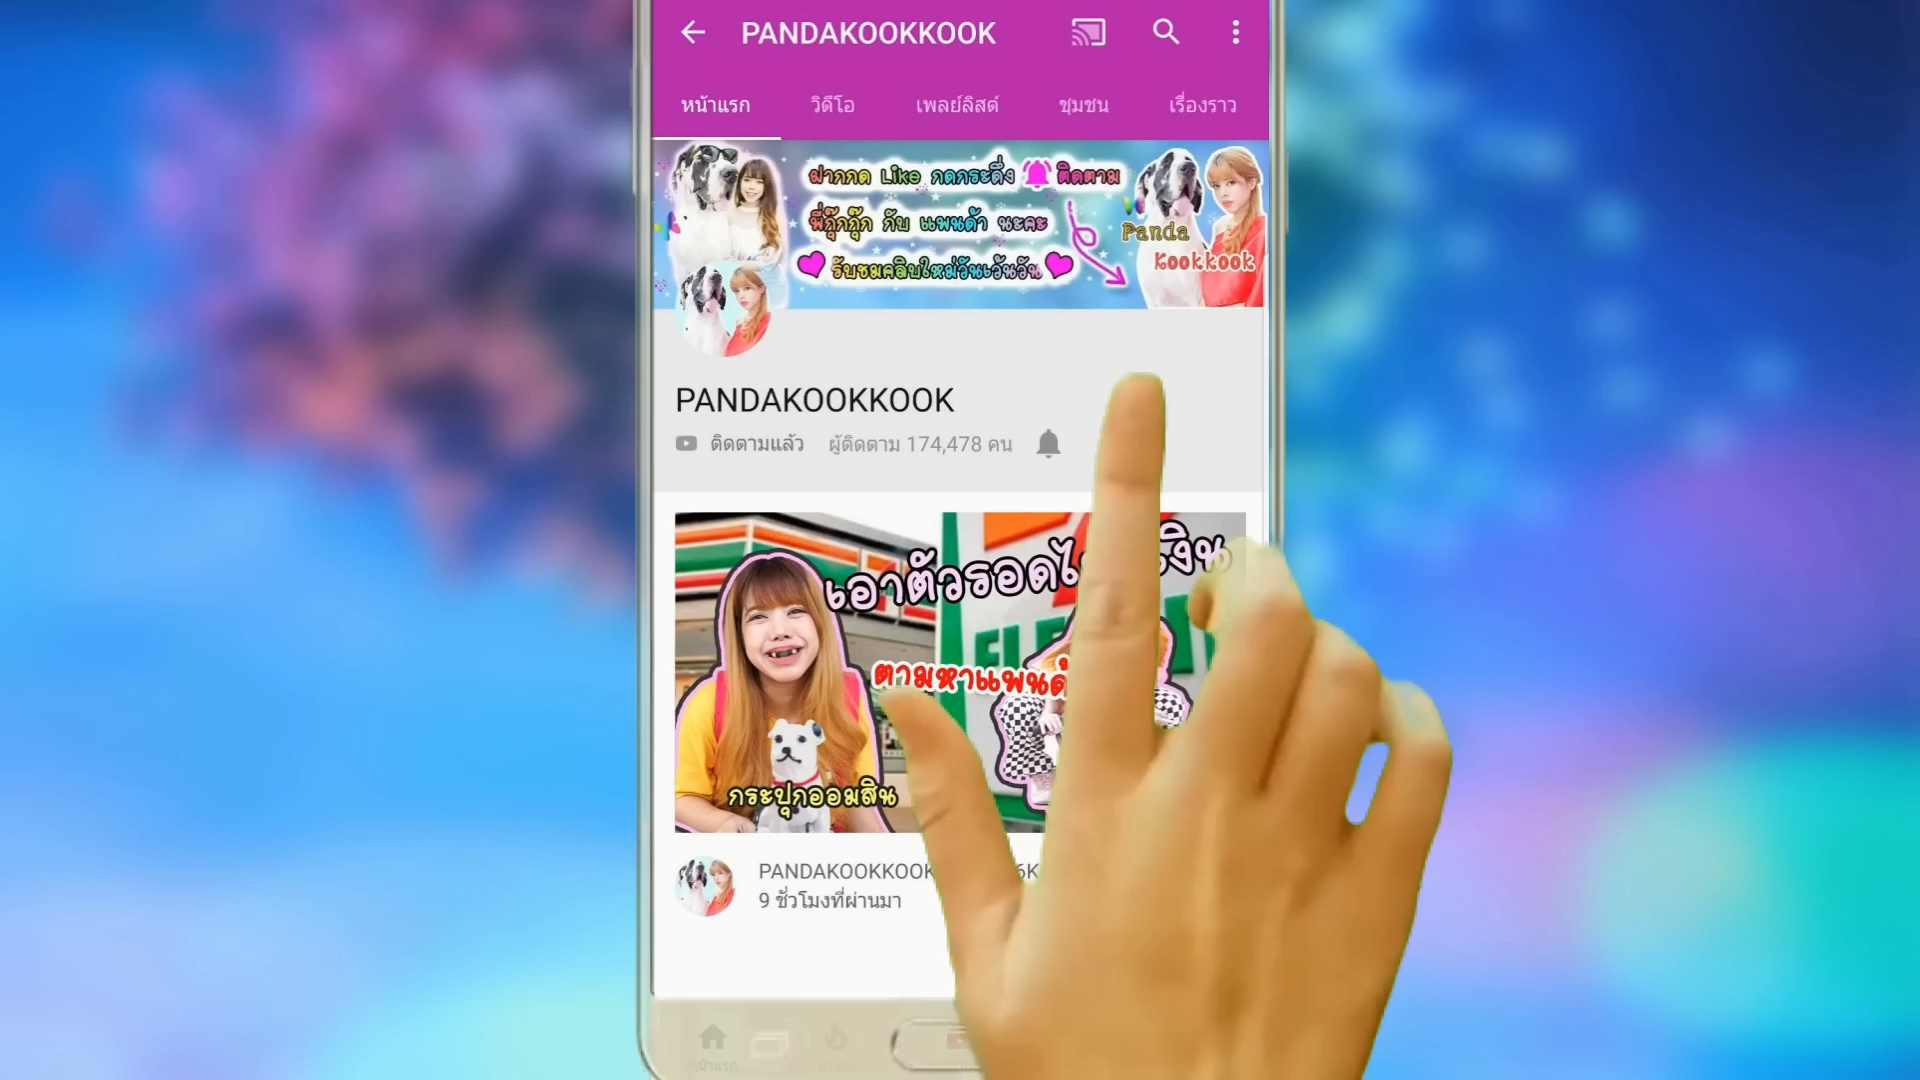 PANDAKOOKKOOK
หน้าแรก วิดีโอ เพลย์ลิสต์ ชุมชน เรื่องราว
ฝากกด Like กดกระดิ่ง ติดตาม
พี่กุ๊กกุ๊ก กับ แพนด้า นะคะ
รับชมคลิปใหม่วันเว้นวัน
Panda
Kookkook
PANDAKOOKKOOK
ติดตามแล้ว ผู้ติดตาม 174,478 คน
เอาตัวรอด
ตามหาแพนด้
กระปุกออมสิน
PANDAKOOKKOOK 6K
9 ชั่วโมงที่ผ่านมา
หน้าแรก